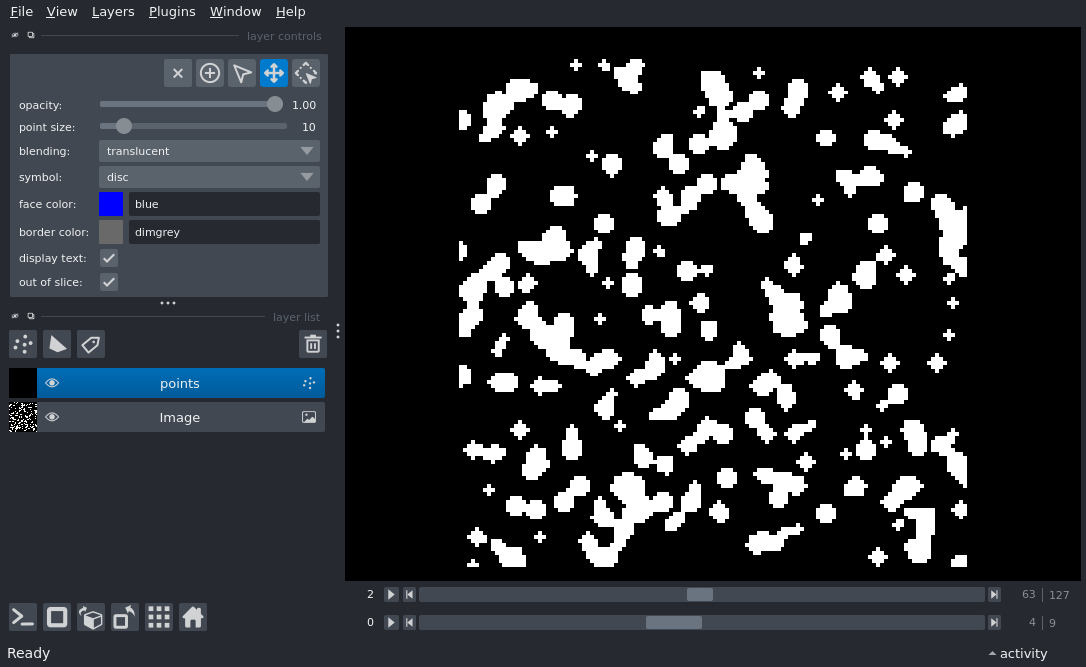 File View Layers Plugins Window Help
layer controls
opacity: 1.00
point size: 10
blending: translucent
symbol: disc
face color: blue
border color: dimgrey
display text:
out of slice:
layer list
points
Image
2 63 127
0 4 9
Ready activity